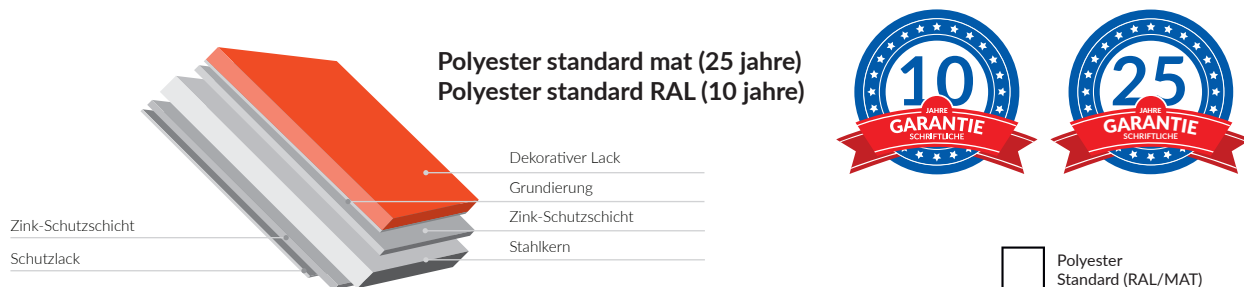 Polyester standard mat (25 jahre)
Polyester standard RAL (10 jahre)
10
JAHRE
GARANTIE
SCHRIFTLICHE
25
JAHRE
GARANTIE
SCHRIFTLICHE
Dekorativer Lack
Grundierung
Zink-Schutzschicht
Stahlkern
Zink-Schutzschicht
Schutzlack
Polyester
Standard (RAL/MAT)